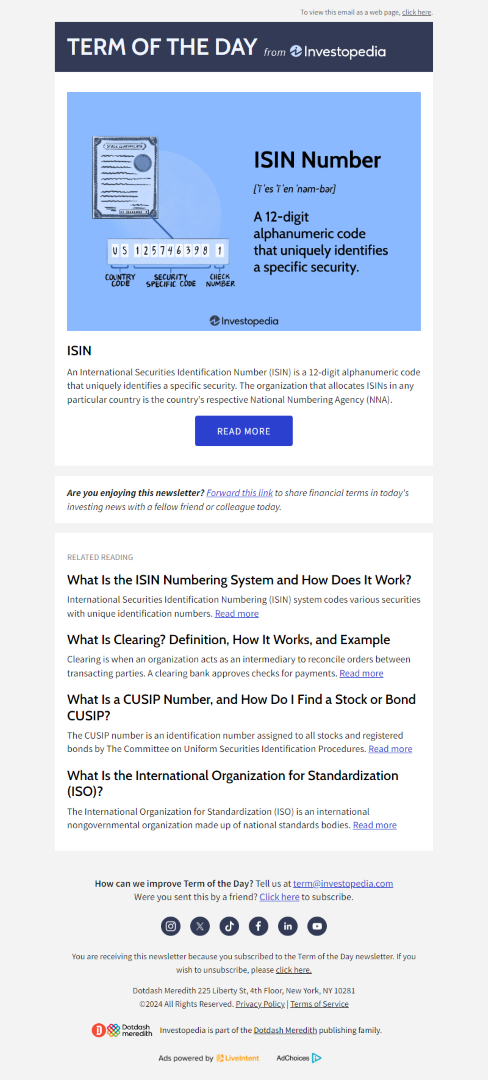 To view this email as a web page, click here.
TERM OF THE DAY from Investopedia
ISIN Number
['ī 'es 'ī 'en 'nəm-bər]
A 12-digit
alphanumeric code
that uniquely identifies
a specific security.
US 125746398 1
COUNTRY CODE
SECURITY SPECIFIC CODE
CHECK NUMBER
Investopedia
ISIN
An International Securities Identification Number (ISIN) is a 12-digit alphanumeric code
that uniquely identifies a specific security. The organization that allocates ISINs in any
particular country is the country's respective National Numbering Agency (NNA).
READ MORE
Are you enjoying this newsletter? Forward this link to share financial terms in today's
investing news with a fellow friend or colleague today.
RELATED READING
What Is the ISIN Numbering System and How Does It Work?
International Securities Identification Numbering (ISIN) system codes various securities
with unique identification numbers. Read more
What Is Clearing? Definition, How It Works, and Example
Clearing is when an organization acts as an intermediary to reconcile orders between
transacting parties. A clearing bank approves checks for payments. Read more
What Is a CUSIP Number, and How Do I Find a Stock or Bond
CUSIP?
The CUSIP number is an identification number assigned to all stocks and registered
bonds by The Committee on Uniform Securities Identification Procedures. Read more
What Is the International Organization for Standardization
(ISO)?
The International Organization for Standardization (ISO) is an international
nongovernmental organization made up of national standards bodies. Read more
How can we improve Term of the Day? Tell us at term@investopedia.com
Were you sent this by a friend? Click here to subscribe.
You are receiving this newsletter because you subscribed to the Term of the Day newsletter. If you
wish to unsubscribe, please click here.
Dotdash Meredith 225 Liberty St, 4th Floor, New York, NY 10281
©2024 All Rights Reserved. Privacy Policy | Terms of Service
Dotdash
meredith
Investopedia is part of the Dotdash Meredith publishing family.
Ads powered by LiveIntent AdChoices